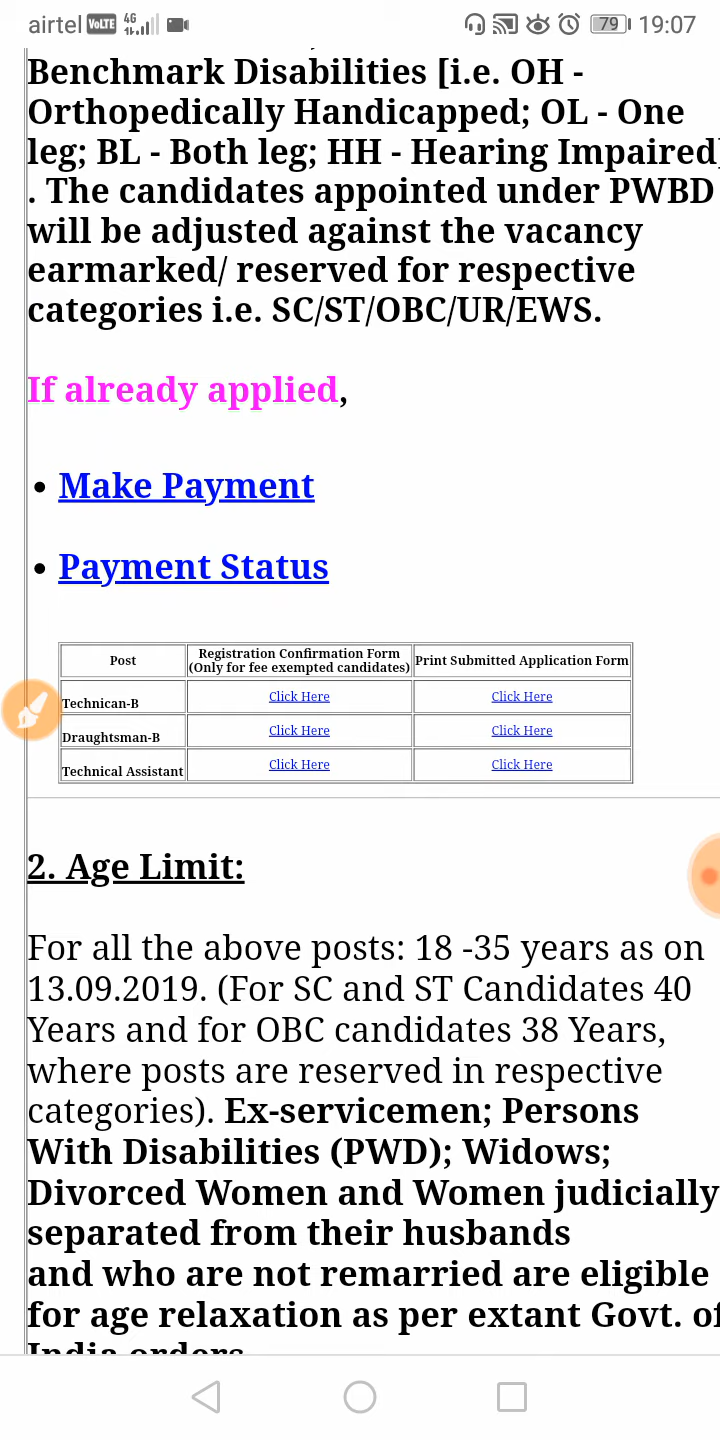 airtel VoLTE 4G 79 19:07
Benchmark Disabilities [i.e. OH -
Orthopedically Handicapped; OL - One
leg; BL - Both leg; HH - Hearing Impaired]
. The candidates appointed under PWBD
will be adjusted against the vacancy
earmarked/ reserved for respective
categories i.e. SC/ST/OBC/UR/EWS.
If already applied,
• Make Payment
• Payment Status
Post Registration Confirmation Form (Only for fee exempted candidates) Print Submitted Application Form
Technican-B Click Here Click Here
Draughtsman-B Click Here Click Here
Technical Assistant Click Here Click Here
2. Age Limit:
For all the above posts: 18 -35 years as on
13.09.2019. (For SC and ST Candidates 40
Years and for OBC candidates 38 Years,
where posts are reserved in respective
categories). Ex-servicemen; Persons
With Disabilities (PWD); Widows;
Divorced Women and Women judicially
separated from their husbands
and who are not remarried are eligible
for age relaxation as per extant Govt. of
India orders